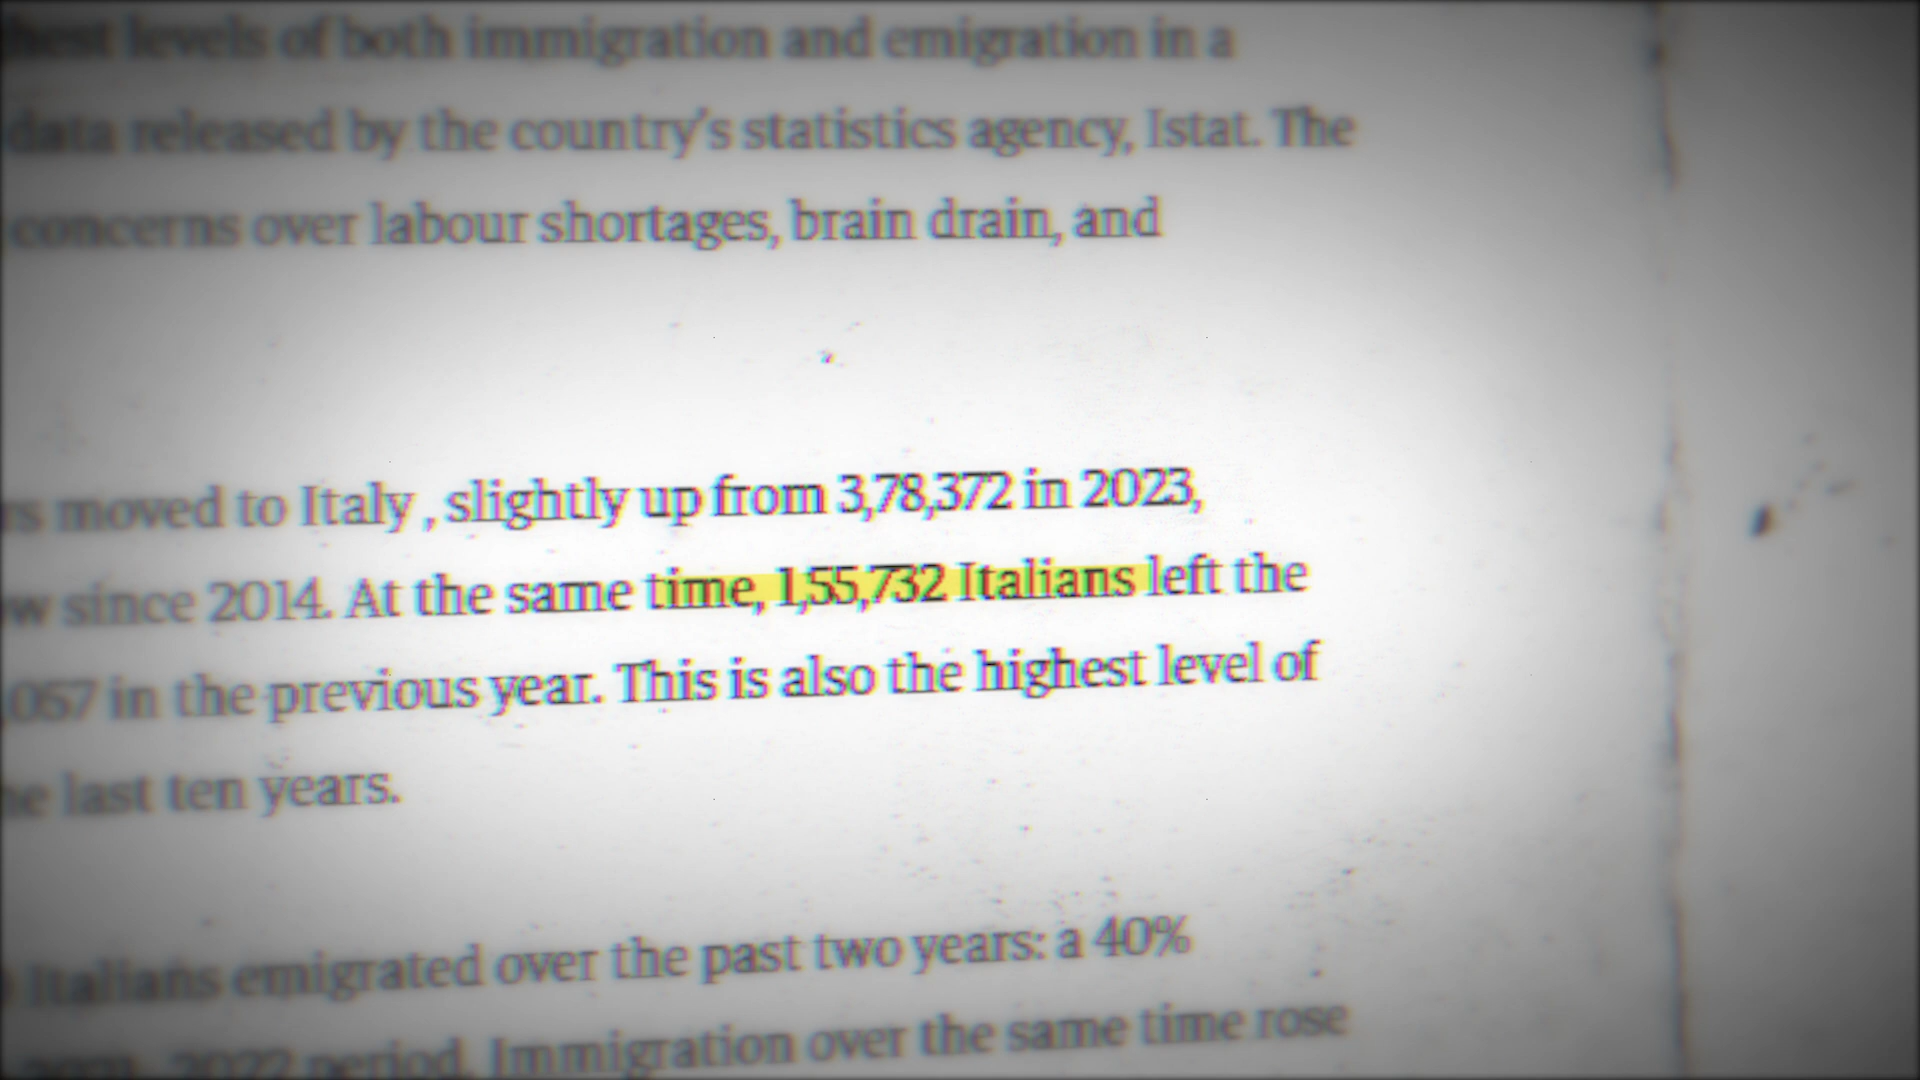 levels of both immigration and emigration in a
data released by the country's statistics agency, Istat. The
concerns over labour shortages, brain drain, and
moved to Italy , slightly up from 3,78,372 in 2023,
since 2014. At the same time, 1,55,732 Italians left the
057 in the previous year. This is also the highest level of
last ten years.
Italians emigrated over the past two years: a 40%
2022 period. Immigration over the same time rose